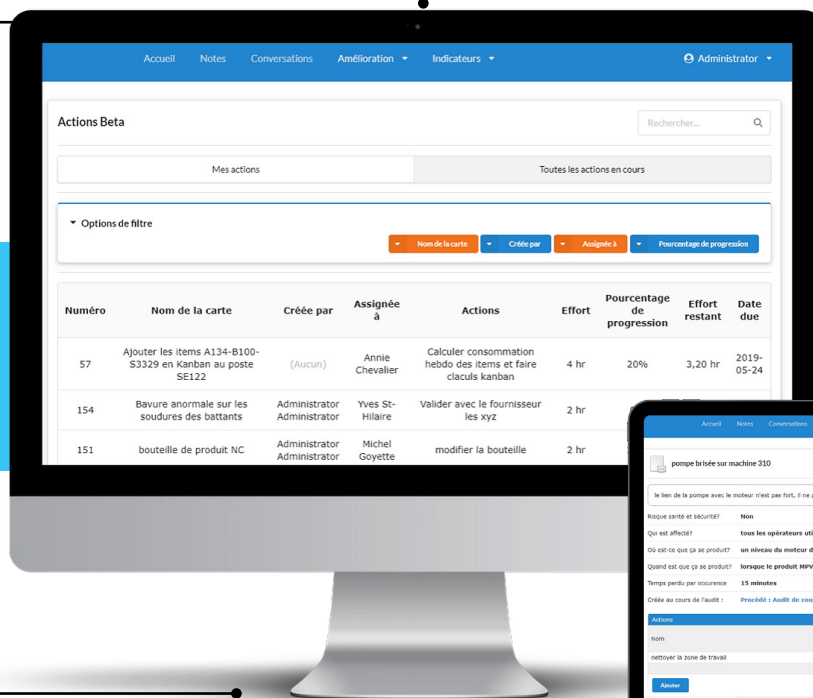 Accueil Notes Conversations Amélioration Indicateurs Administrator
Actions Beta
Rechercher...
Mes actions Toutes les actions en cours
Options de filtre
Nom de la carte Créée par Assignée à Pourcentage de progression
Numéro Nom de la carte Créée par Assignée à Actions Effort Pourcentage de progression Effort restant Date due
57 Ajouter les items A134-B100-S3329 en Kanban au poste SE122 (Aucun) Annie Chevalier Calculer consommation hebdo des items et faire claculs kanban 4 hr 20% 3,20 hr 2019-05-24
154 Bavure anormale sur les soudures des battants Administrator Administrator Yves St-Hilaire Valider avec le fournisseur les xyz 2 hr
151 bouteille de produit NC Administrator Administrator Michel Goyette modifier la bouteille 2 hr
Accueil Notes Conversations
pompe brisée sur machine 310
le lien de la pompe avec le moteur n'est pas fort, il ne
Risque santé et sécurité? Non
Qui est affecté? tous les opérateurs
Où est-ce que ça se produit? un niveau du moteur
Quand est que ça se produit? lorsque le produit
Temps perdu par occurence 15 minutes
Créée au cours de l'audit : Procédé : Audit de
Actions
Nom
nettoyer la zone de travail
Ajouter